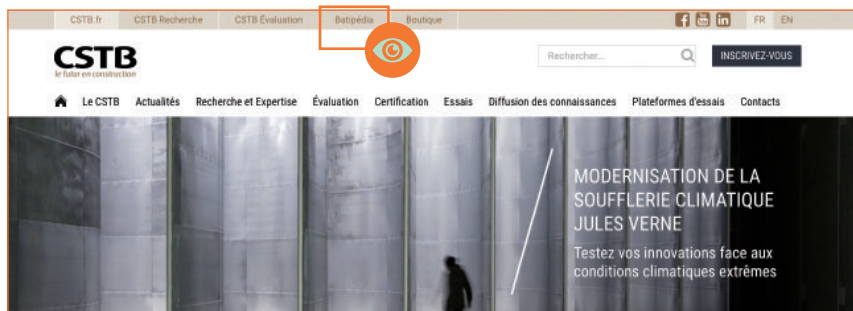 CSTB.fr CSTB Recherche CSTB Évaluation Batipédia Boutique FR EN
CSTB
le futur en construction
Rechercher... INSCRIVEZ-VOUS
Le CSTB Actualités Recherche et Expertise Évaluation Certification Essais Diffusion des connaissances Plateformes d'essais Contacts
MODERNISATION DE LA
SOUFFLERIE CLIMATIQUE
JULES VERNE
Testez vos innovations face aux
conditions climatiques extrêmes